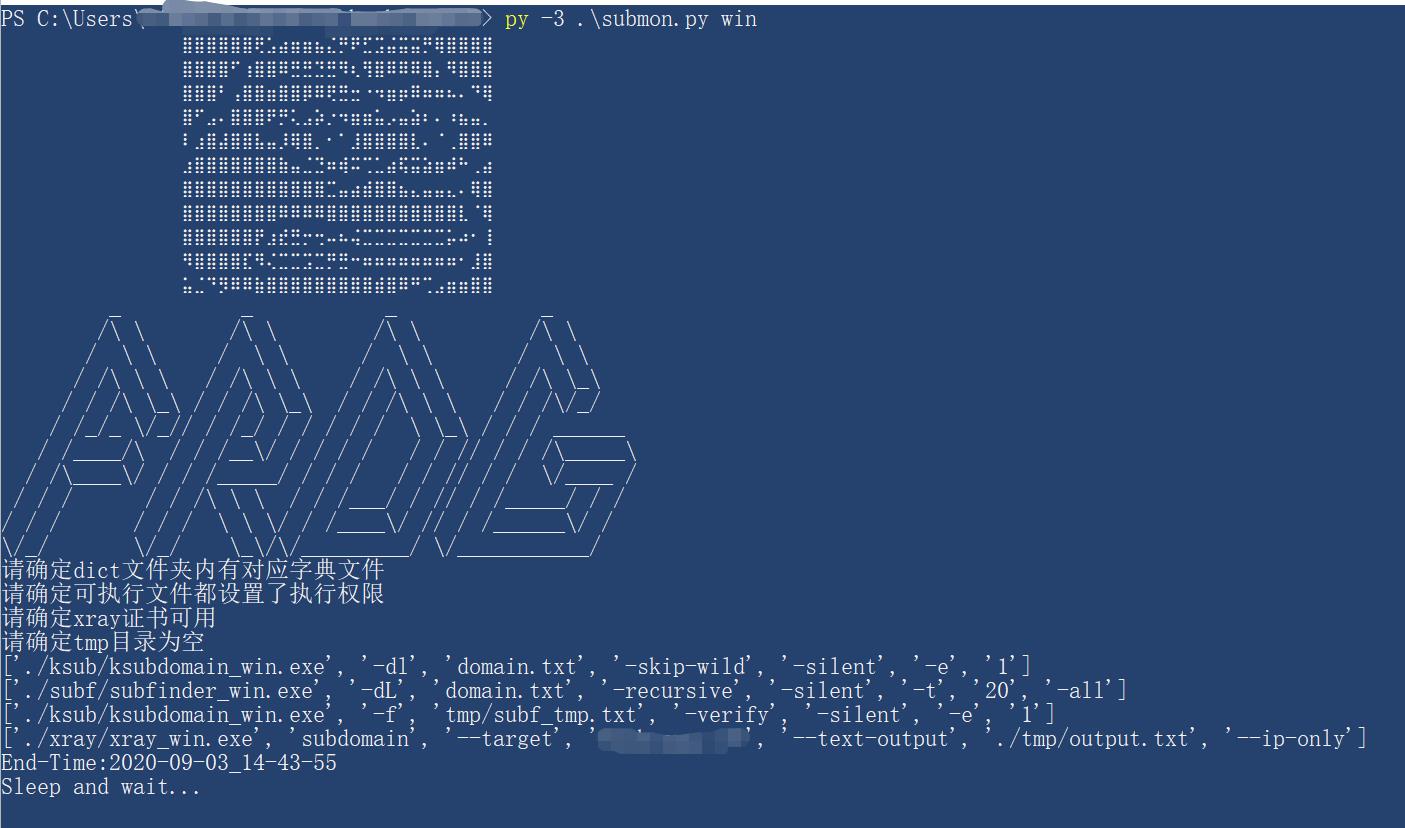 PS C:\Users\ > py -3 .\submon.py win
请确定dict文件夹内有对应字典文件
请确定可执行文件都设置了执行权限
请确定xray证书可用
请确定tmp目录为空
['./ksub/ksubdomain_win.exe', '-dl', 'domain.txt', '-skip-wild', '-silent', '-e', '1']
['./subf/subfinder_win.exe', '-dL', 'domain.txt', '-recursive', '-silent', '-t', '20', '-all']
['./ksub/ksubdomain_win.exe', '-f', 'tmp/subf_tmp.txt', '-verify', '-silent', '-e', '1']
['./xray/xray_win.exe', 'subdomain', '--target', ' ', '--text-output', './tmp/output.txt', '--ip-only']
End-Time:2020-09-03_14-43-55
Sleep and wait...